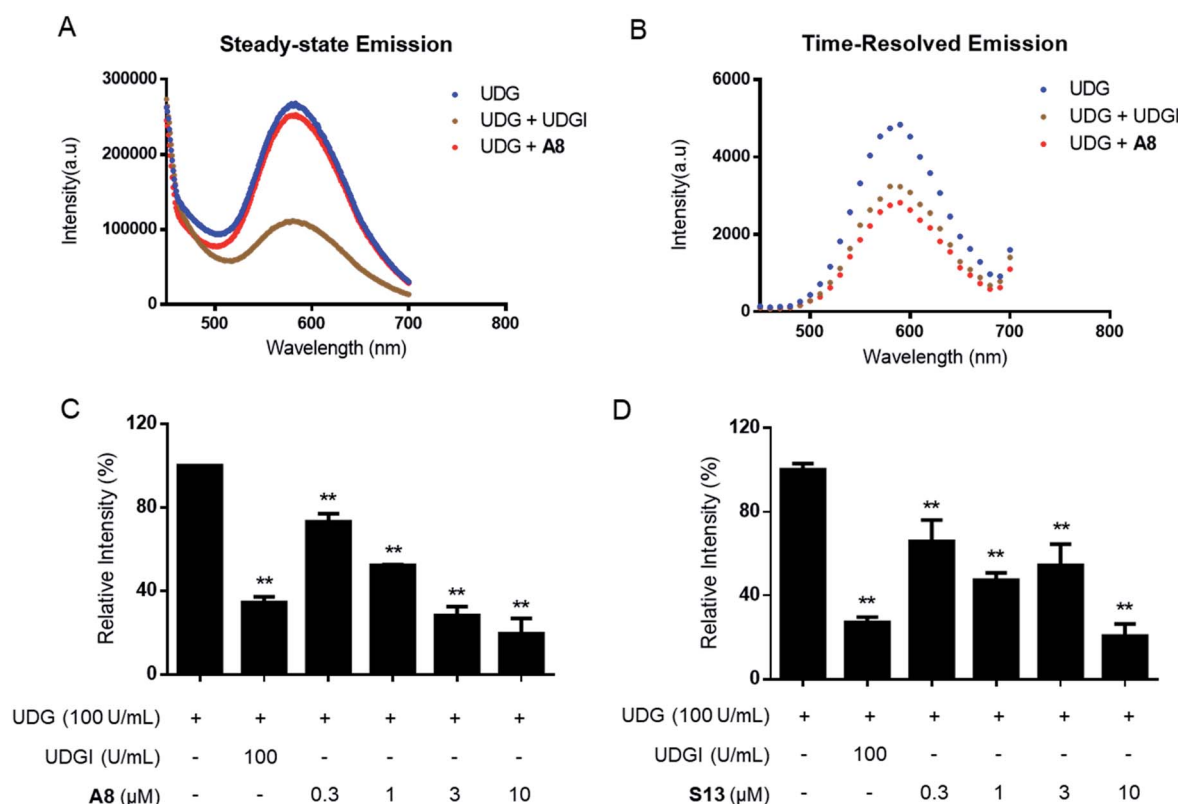 A
Steady-state Emission
300000
200000
100000
0
Intensity(a.u)
500
600
700
800
Wavelength (nm)
UDG
UDG + UDGI
UDG + A8
B
Time-Resolved Emission
6000
4000
2000
0
Intensity(a.u)
500
600
700
800
Wavelength (nm)
UDG
UDG + UDGI
UDG + A8
C
120
80
40
0
Relative Intensity (%)
**
**
**
**
**
UDG (100 U/mL) + + + + + +
UDGI (U/mL) - 100 - - - -
A8 (µM) - - 0.3 1 3 10
D
120
80
40
0
Relative Intensity (%)
**
**
**
**
**
UDG (100 U/mL) + + + + + +
UDGI (U/mL) - 100 - - - -
S13 (µM) - - 0.3 1 3 10